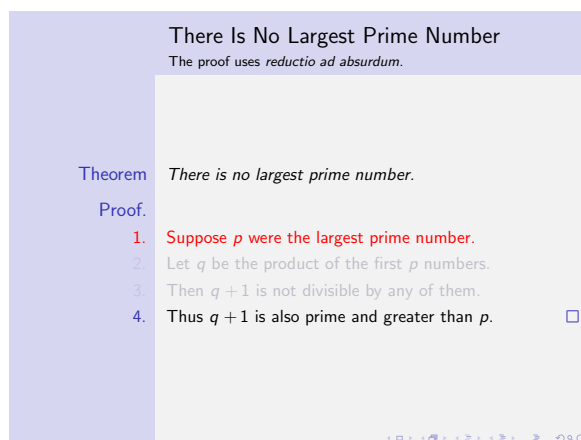 There Is No Largest Prime Number
The proof uses reductio ad absurdum.
Theorem There is no largest prime number.
Proof.
1. Suppose p were the largest prime number.
2. Let q be the product of the first p numbers.
3. Then q + 1 is not divisible by any of them.
4. Thus q + 1 is also prime and greater than p.